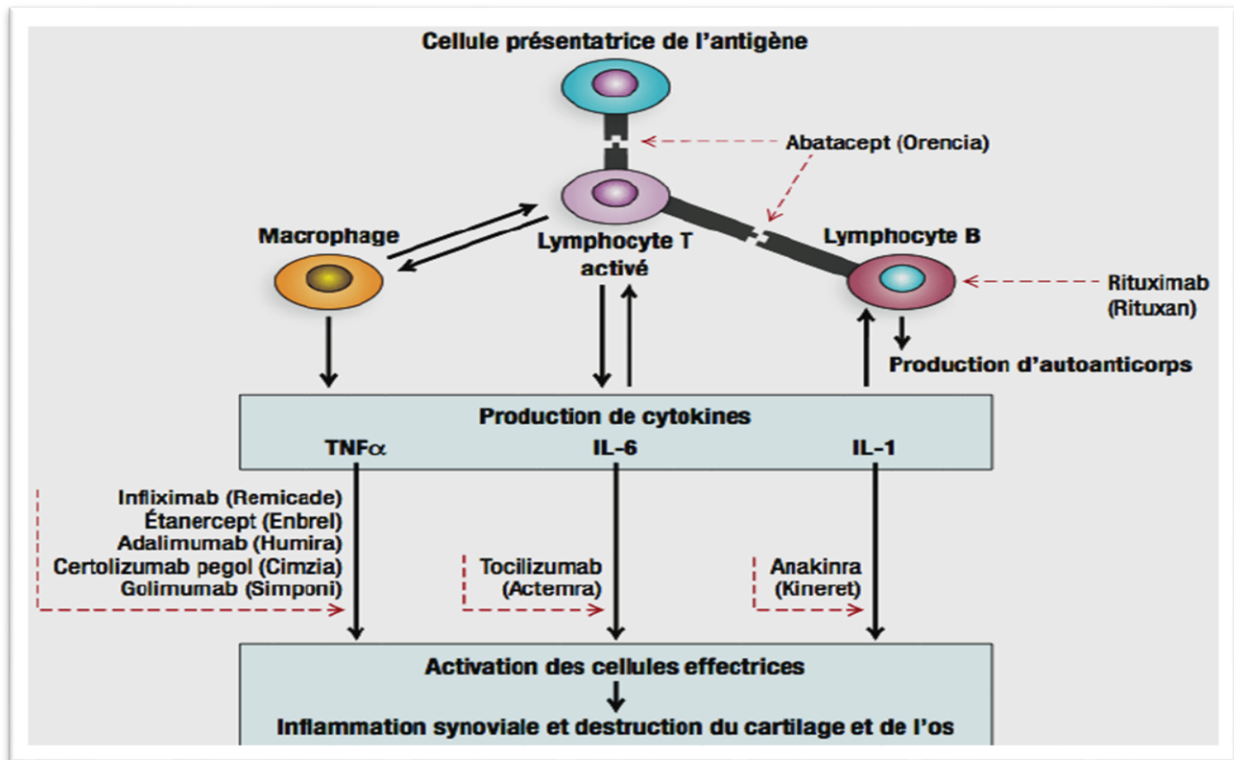 Cellule présentatrice de l'antigène
Abatacept (Orencia)
Macrophage
Lymphocyte T
activé
Lymphocyte B
Rituximab
(Rituxan)
Production d'autoanticorps
Production de cytokines
TNFα
IL-6
IL-1
Infliximab (Remicade)
Étanercept (Enbrel)
Adalimumab (Humira)
Certolizumab pegol (Cimzia)
Golimumab (Simponi)
Tocilizumab
(Actemra)
Anakinra
(Kineret)
Activation des cellules effectrices
Inflammation synoviale et destruction du cartilage et de l'os